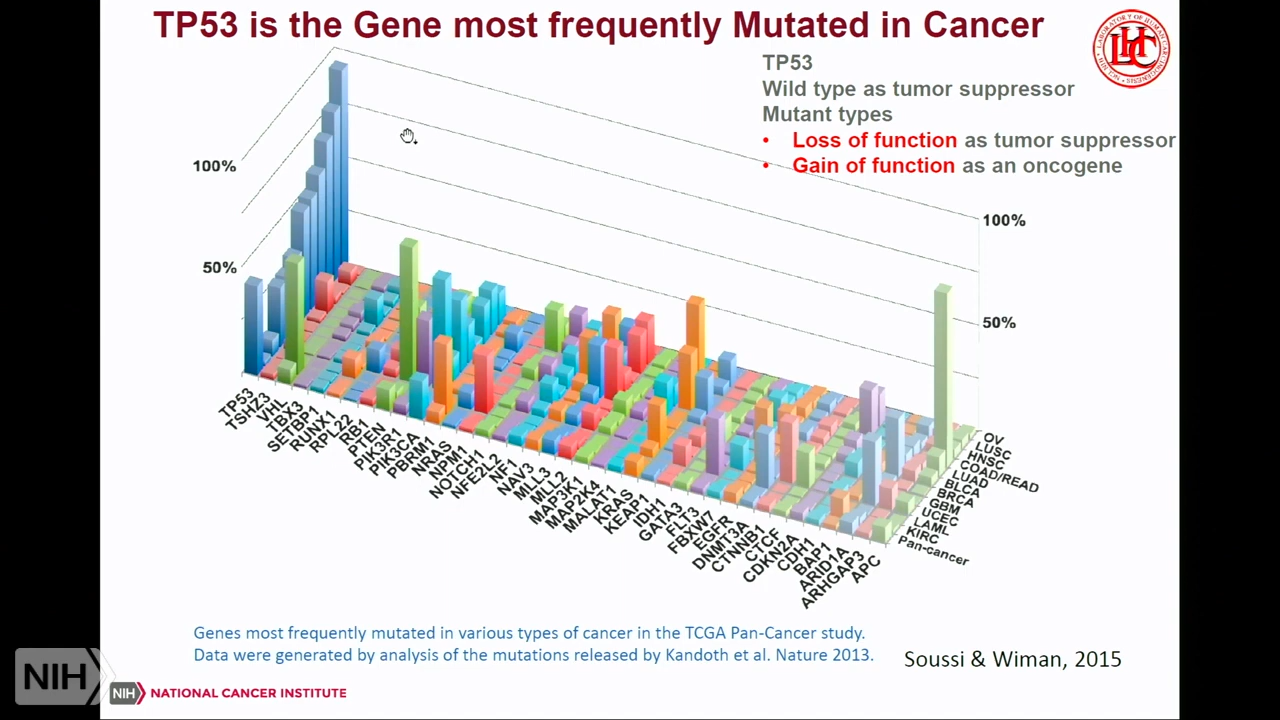 TP53 is the Gene most frequently Mutated in Cancer
TP53
Wild type as tumor suppressor
Mutant types
• Loss of function as tumor suppressor
• Gain of function as an oncogene
100%
50%
100%
50%
TP53
TSHZ3
VHL
TBX3
SETBP1
RUNX1
RPL22
RB1
PTEN
PIK3R1
PIK3CA
PBRM1
NRAS
NPM1
NOTCH1
NFE2L2
NF1
NAV3
MLL3
MLL2
MAP3K1
MAP2K4
MALAT1
KRAS
KEAP1
IDH1
GATA3
FLT3
FBXW7
EGFR
DNMT3A
CTNNB1
CTCF
CDKN2A
CDH1
BAP1
ARID1A
ARHGAP3
APC
OV
LUSC
HNSC
COAD/READ
LUAD
BLCA
BRCA
GBM
UCEC
LAML
KIRC
Pan-cancer
Genes most frequently mutated in various types of cancer in the TCGA Pan-Cancer study.
Data were generated by analysis of the mutations released by Kandoth et al. Nature 2013.
Soussi & Wiman, 2015
NIH
NIH NATIONAL CANCER INSTITUTE